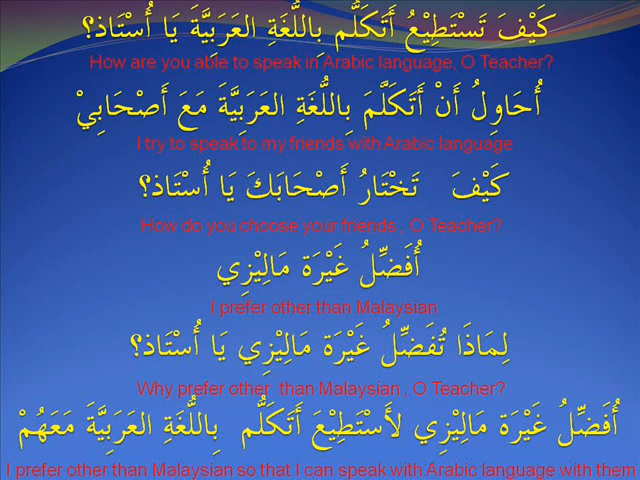 كَيْفَ تَسْتَطِيْعُ أَتَكَلَّم بِاللُّغَةِ العَرَبِيَّةَ يَا أُسْتَاذ؟
How are you able to speak in Arabic language, O Teacher?
أُحَاوِلُ أَنْ أَتَكَلَّمَ بِاللُّغَةِ العَرَبِيَّةَ مَعَ أَصْحَابِيْ
I try to speak to my friends with Arabic language
كَيْفَ تَخْتَارُ أَصْحَابَكَ يَا أُسْتَاذ؟
How do you choose your friends , O Teacher?
أُفَضِّلُ غَيْرَة مَالِيْزِي
I prefer other than Malaysian
لِمَاذَا تُفَضِّلُ غَيْرَة مَالِيْزِي يَا أُسْتَاذ؟
Why prefer other than Malaysian , O Teacher?
أُفَضِّلُ غَيْرَة مَالِيْزِي لأَسْتَطِيْعَ أَتَكَلُّم بِاللُّغَةِ العَرَبِيَّةَ مَعَهُمْ
I prefer other than Malaysian so that I can speak with Arabic language with them